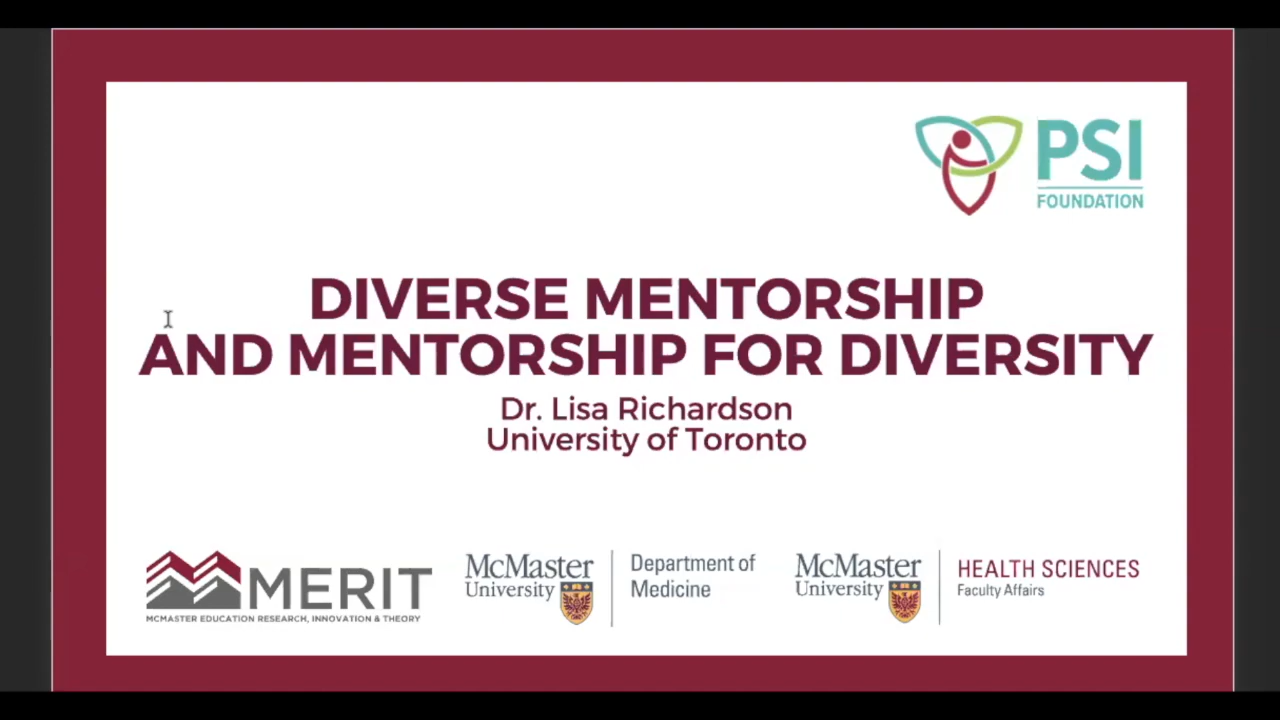 PSI
FOUNDATION
DIVERSE MENTORSHIP
AND MENTORSHIP FOR DIVERSITY
Dr. Lisa Richardson
University of Toronto
MERIT
MCMASTER EDUCATION RESEARCH, INNOVATION & THEORY
McMaster
University
Department of
Medicine
McMaster
University
HEALTH SCIENCES
Faculty Affairs